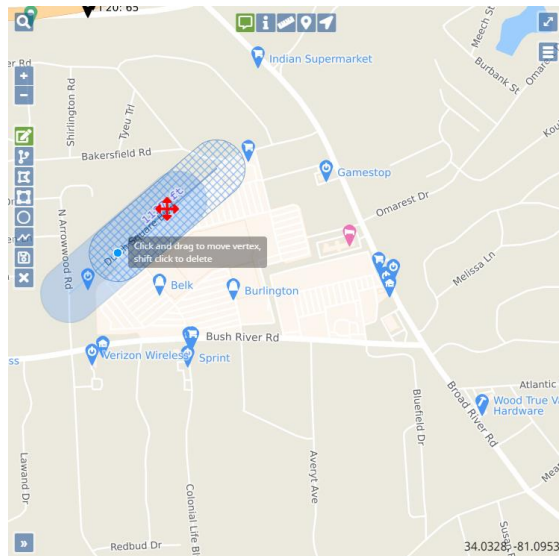 T 20: 65
Meech St
Burbank St
Indian Supermarket
Shirlington Rd
Tyeu Trl
Bakersfield Rd
Gamestop
Omarest Dr
N Arrowwood Rd
Click and drag to move vertex,
shift click to delete
Melissa Ln
Belk
Burlington
Bush River Rd
Verizon Wireless
Sprint
Broad River Rd
Atlantic
Bluefield Dr
Wood True Va
Hardware
Lawand Dr
Averyt Ave
Colonial Life Bl
Redbud Dr
34.0328,-81.0953